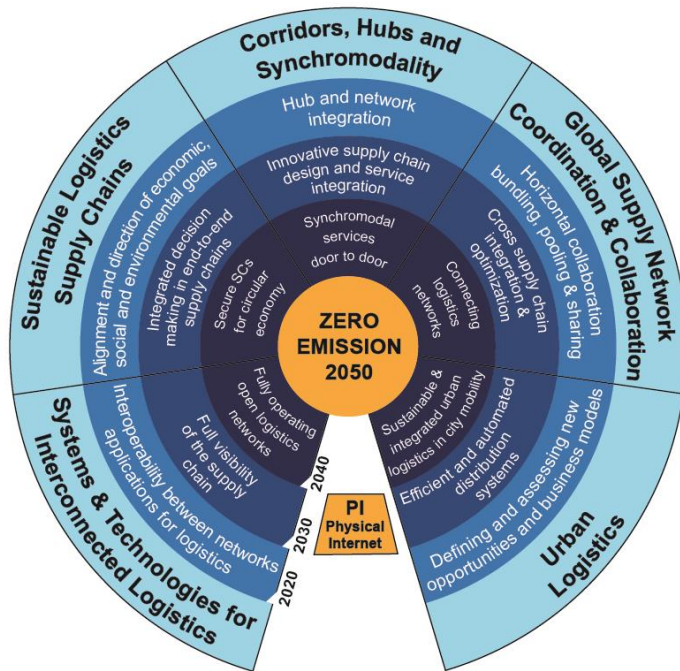 Corridors, Hubs and
Synchromodality
Hub and network
integration
Innovative supply chain
design and service
integration
Synchromodal
services
door to door
Global Supply Network
Coordination & Collaboration
Horizontal collaboration
bundling, pooling & sharing
Cross supply chain
integration &
optimization
Connecting
logistics
networks
Urban
Logistics
Defining and assessing new
opportunities and business models
Efficient and automated
distribution
systems
Sustainable &
integrated urban
logistics in city mobility
Systems & Technologies for
Interconnected Logistics
Interoperability between networks
applications for logistics
Full visibility
of the supply
chain
Fully operating
open logistics
networks
Sustainable Logistics
Supply Chains
Alignment and direction of economic,
social and environmental goals
Integrated decision
making in end-to-end
supply chains
Secure SCs
for circular
economy
ZERO
EMISSION
2050
2040
2030
2020
PI
Physical
Internet